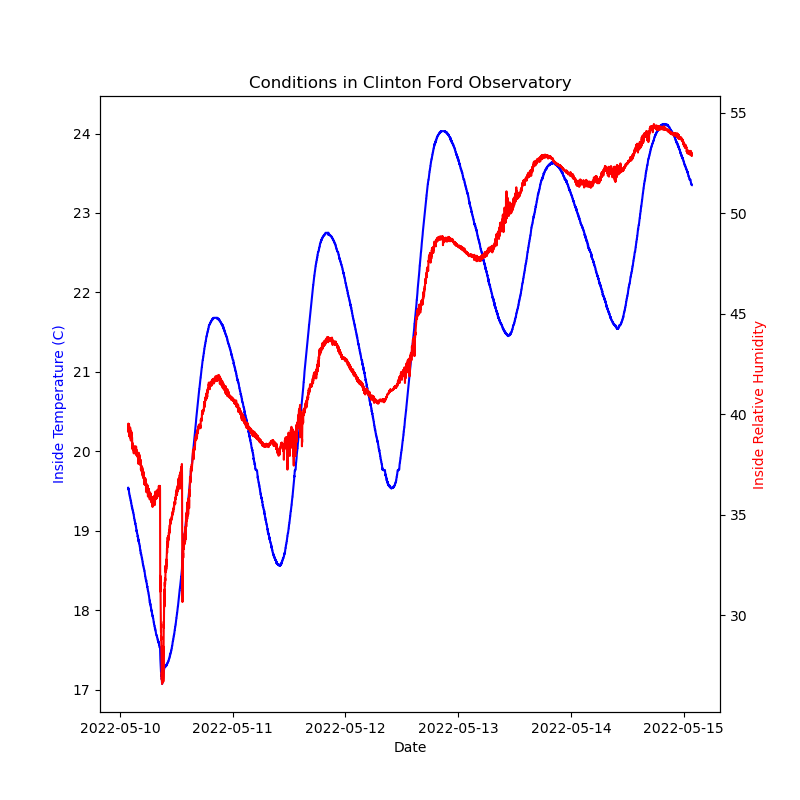 Conditions in Clinton Ford Observatory
Inside Temperature (C)
24
23
22
21
20
19
18
17
55
50
45
40
35
30
Inside Relative Humidity
2022-05-10 2022-05-11 2022-05-12 2022-05-13 2022-05-14 2022-05-15
Date